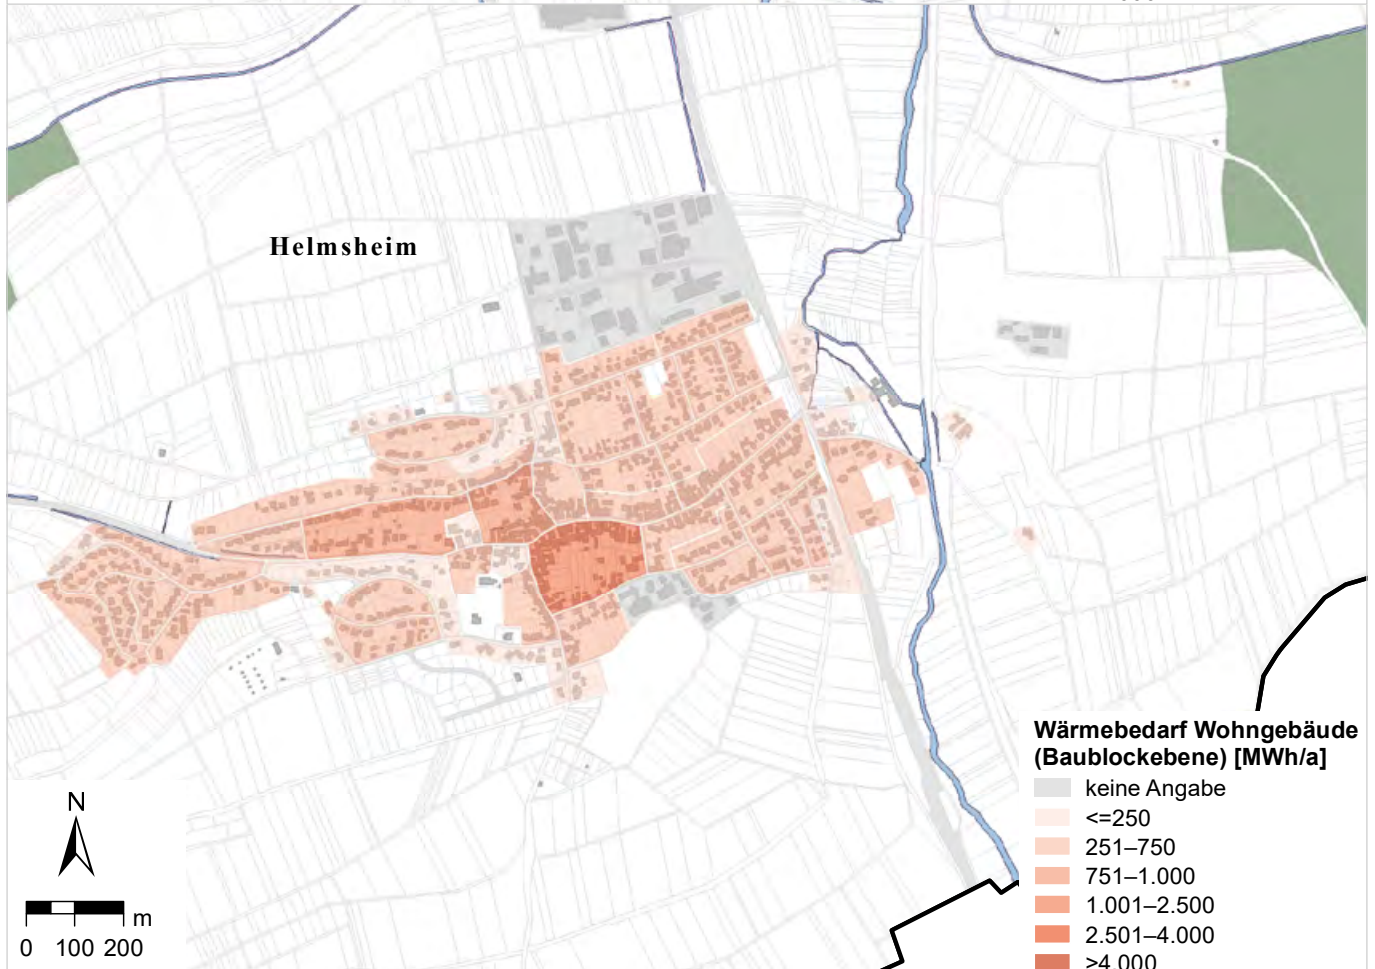 Helmsheim
Wärmebedarf Wohngebäude
(Baublockebene) [MWh/a]
keine Angabe
<=250
251–750
751–1.000
1.001–2.500
2.501–4.000
>4.000
N
m
0 100 200